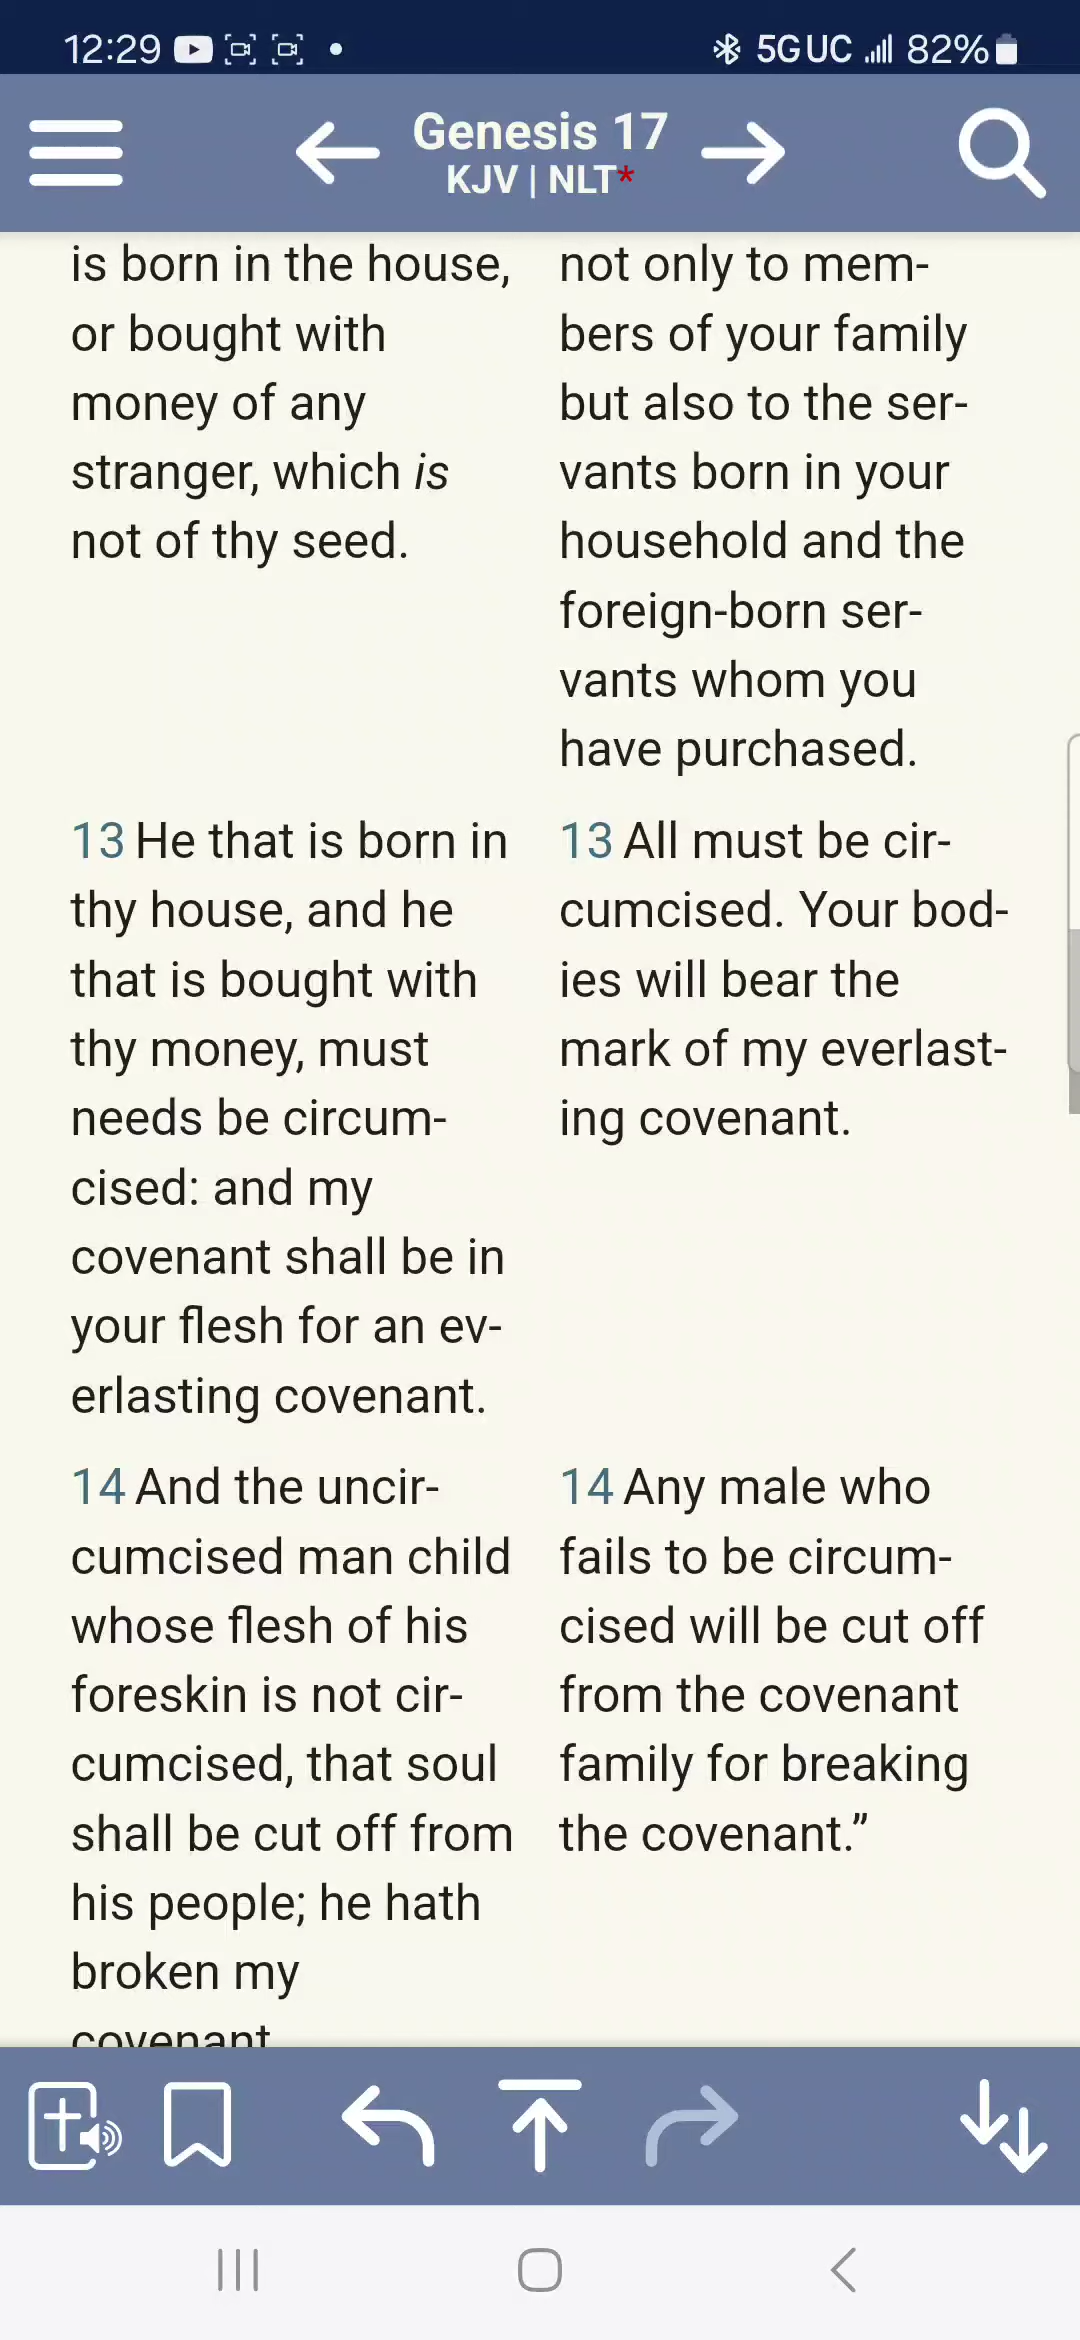 12:29
5G UC 82%
Genesis 17
KJV | NLT*
is born in the house,
or bought with
money of any
stranger, which is
not of thy seed.
not only to mem-
bers of your family
but also to the ser-
vants born in your
household and the
foreign-born ser-
vants whom you
have purchased.
13 He that is born in
thy house, and he
that is bought with
thy money, must
needs be circum-
cised: and my
covenant shall be in
your flesh for an ev-
erlasting covenant.
13 All must be cir-
cumcised. Your bod-
ies will bear the
mark of my everlast-
ing covenant.
14 And the uncir-
cumcised man child
whose flesh of his
foreskin is not cir-
cumcised, that soul
shall be cut off from
his people; he hath
broken my
covenant
14 Any male who
fails to be circum-
cised will be cut off
from the covenant
family for breaking
the covenant.”